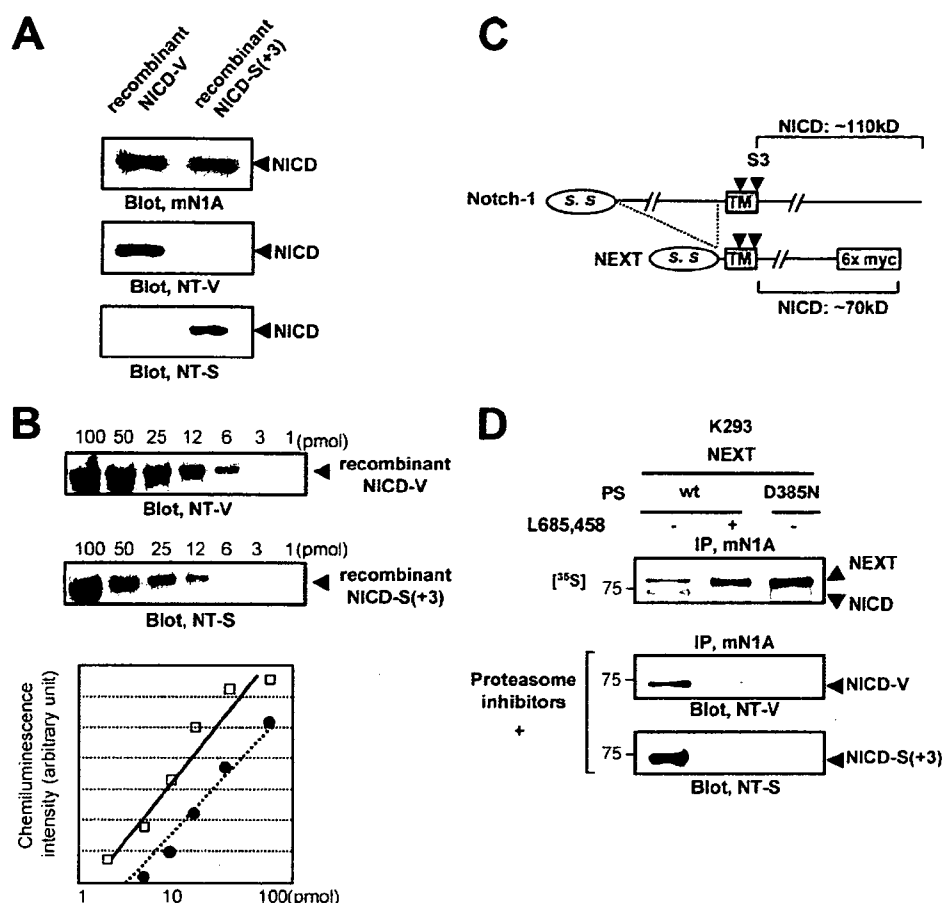 A
recombinant
NICD-V
recombinant
NICD-S(+3)
NICD
Blot, mN1A
NICD
Blot, NT-V
NICD
Blot, NT-S
B
100 50 25 12 6 3 1 (pmol)
recombinant
NICD-V
Blot, NT-V
100 50 25 12 6 3 1 (pmol)
recombinant
NICD-S(+3)
Blot, NT-S
Chemiluminescence
intensity (arbitrary unit)
1 10 100(pmol)
C
NICD: ~110kD
S3
Notch-1 S. S TM
NEXT S. S TM 6x myc
NICD: ~70kD
D
K293
NEXT
PS wt D385N
L685,458 - + -
IP, mN1A
[35S] 75 NEXT
NICD
IP, mN1A
Proteasome
inhibitors
+
75 NICD-V
Blot, NT-V
75 NICD-S(+3)
Blot, NT-S